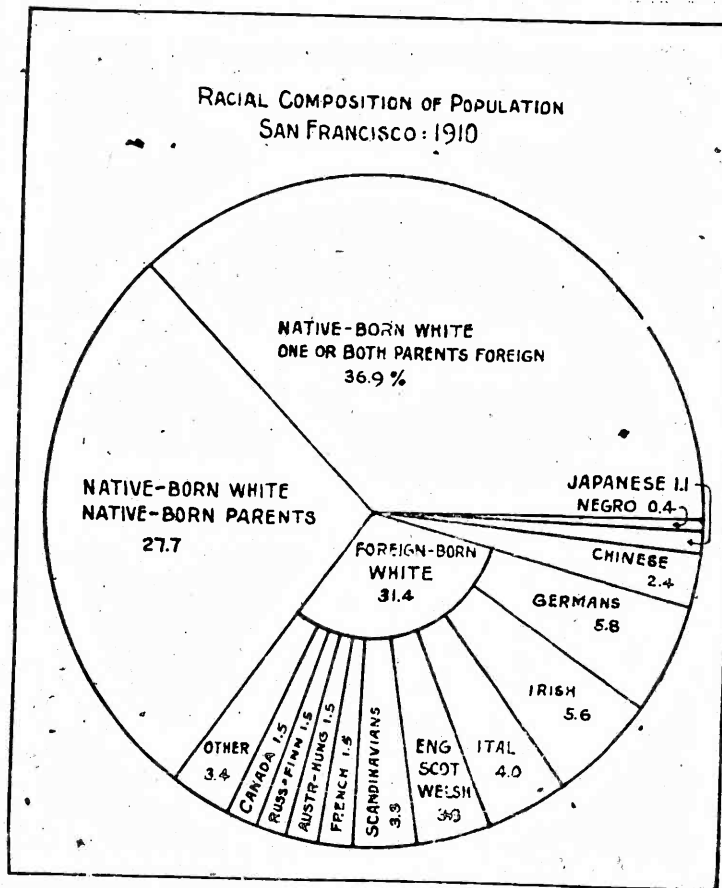 RACIAL COMPOSITION OF POPULATION
SAN FRANCISCO: 1910
NATIVE-BORN WHITE
ONE OR BOTH PARENTS FOREIGN
36.9 %
NATIVE-BORN WHITE
NATIVE-BORN PARENTS
27.7
JAPANESE 1.1
NEGRO 0.4
CHINESE
2.4
FOREIGN-BORN
WHITE
31.4
GERMANS
5.8
IRISH
5.6
ITAL
4.0
ENG
SCOT
WELSH
SCANDINAVIANS
3.3
FRENCH 1.5
AUSTR-HUNG 1.5
RUSS-FINN 1.5
CANADA 1.5
OTHER
3.4